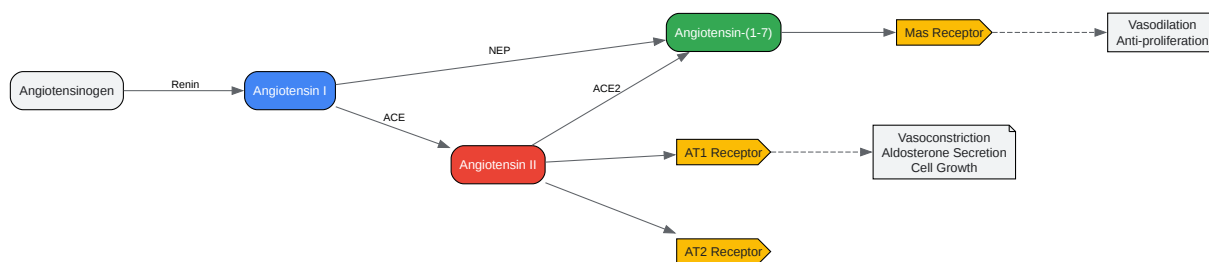 Angiotensin-(1-7)
Mas Receptor
Vasodilation
Anti-proliferation
NEP
Angiotensinogen
Renin
Angiotensin I
ACE2
ACE
Angiotensin II
AT1 Receptor
Vasoconstriction
Aldosterone Secretion
Cell Growth
AT2 Receptor